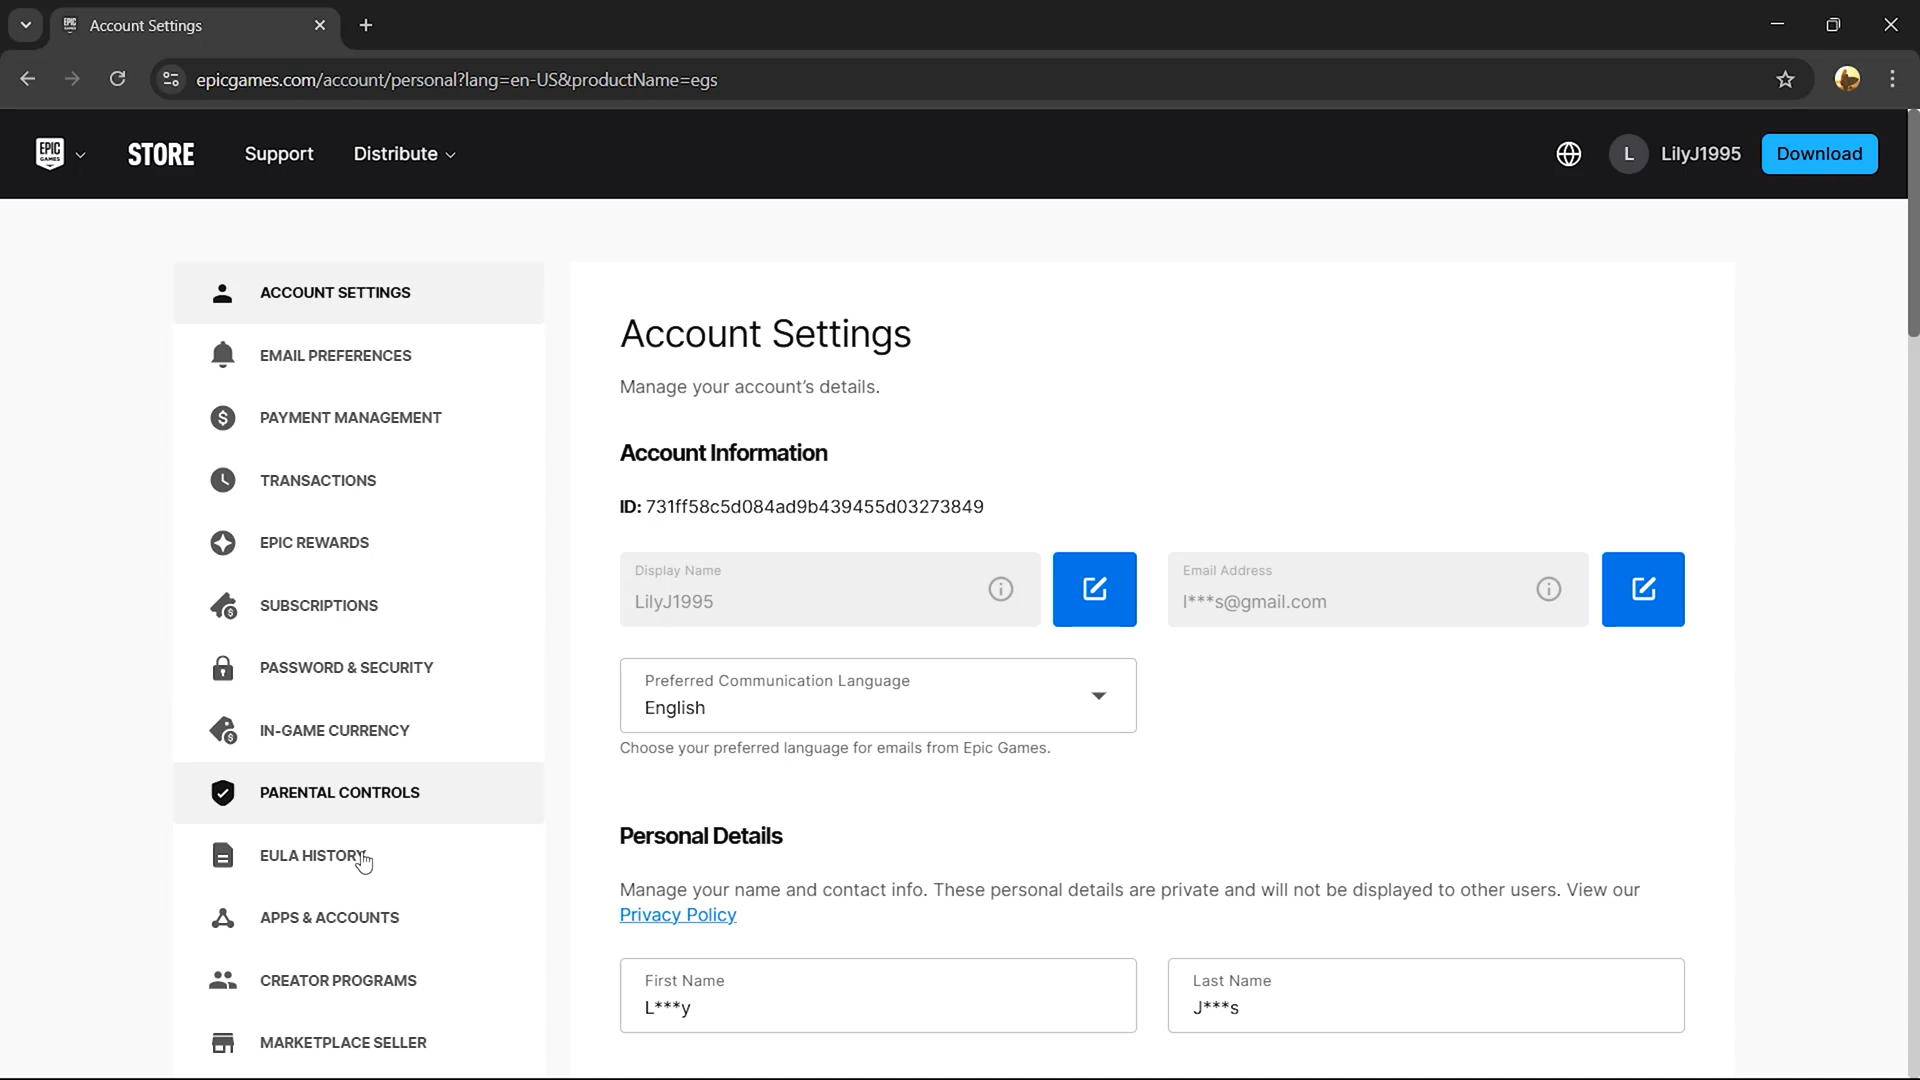 Account Settings
epicgames.com/account/personal?lang=en-US&productName=egs
EPIC GAMES
STORE
Support
Distribute
L
LilyJ1995
Download
ACCOUNT SETTINGS
EMAIL PREFERENCES
PAYMENT MANAGEMENT
TRANSACTIONS
EPIC REWARDS
SUBSCRIPTIONS
PASSWORD & SECURITY
IN-GAME CURRENCY
PARENTAL CONTROLS
EULA HISTORY
APPS & ACCOUNTS
CREATOR PROGRAMS
MARKETPLACE SELLER
Account Settings
Manage your account's details.
Account Information
ID: 731ff58c5d084ad9b439455d03273849
Display Name
LilyJ1995
Email Address
l***s@gmail.com
Preferred Communication Language
English
Choose your preferred language for emails from Epic Games.
Personal Details
Manage your name and contact info. These personal details are private and will not be displayed to other users. View our
Privacy Policy
First Name
L***y
Last Name
J***s